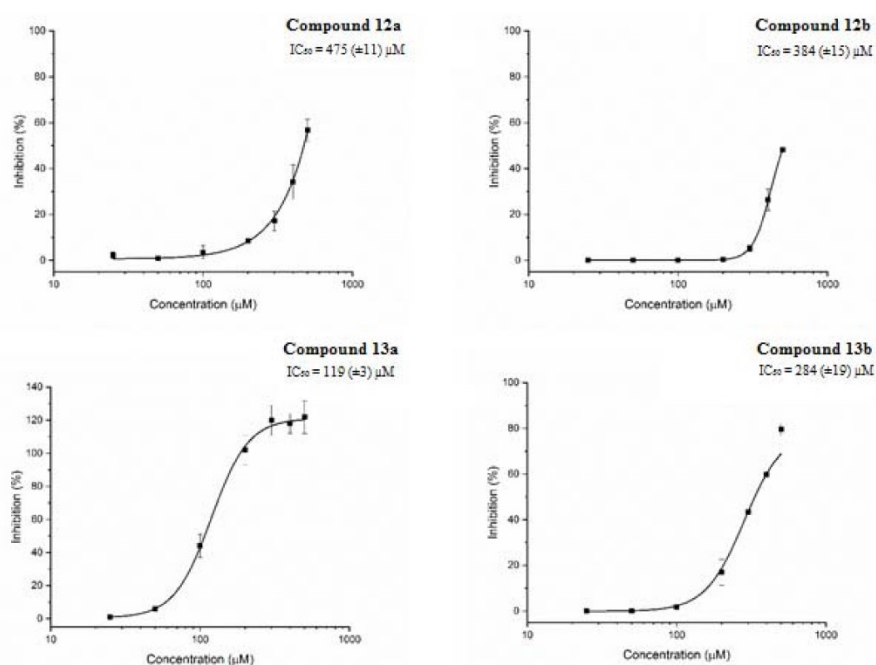 Compound 12a
IC₅₀ = 475 (±11) µM
100
80
60
40
20
0
Inhibition (%)
10
100
1000
Concentration (µM)
Compound 12b
IC₅₀ = 384 (±15) µM
100
80
60
40
20
0
Inhibition (%)
10
100
1000
Concentration (µM)
Compound 13a
IC₅₀ = 119 (±3) µM
140
120
100
80
60
40
20
0
Inhibition (%)
10
100
1000
Concentration (µM)
Compound 13b
IC₅₀ = 284 (±19) µM
100
80
60
40
20
0
Inhibition (%)
10
100
1000
Concentration (µM)